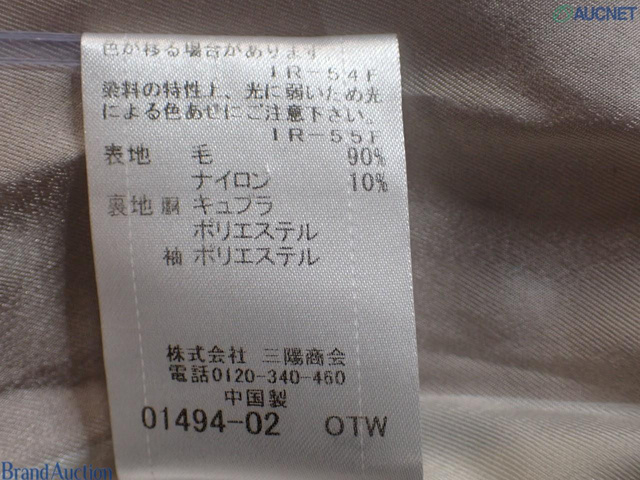 AUCNET
色が移る場合があります
IR-54F
染料の特性上、光に弱いため光
による色あせにご注意下さい。
IR-55F
表地 毛 90%
ナイロン 10%
裏地 胴 キュプラ
ポリエステル
袖 ポリエステル
株式会社 三陽商会
電話0120-340-460
中国製
01494-02 OTW
BrandAuction